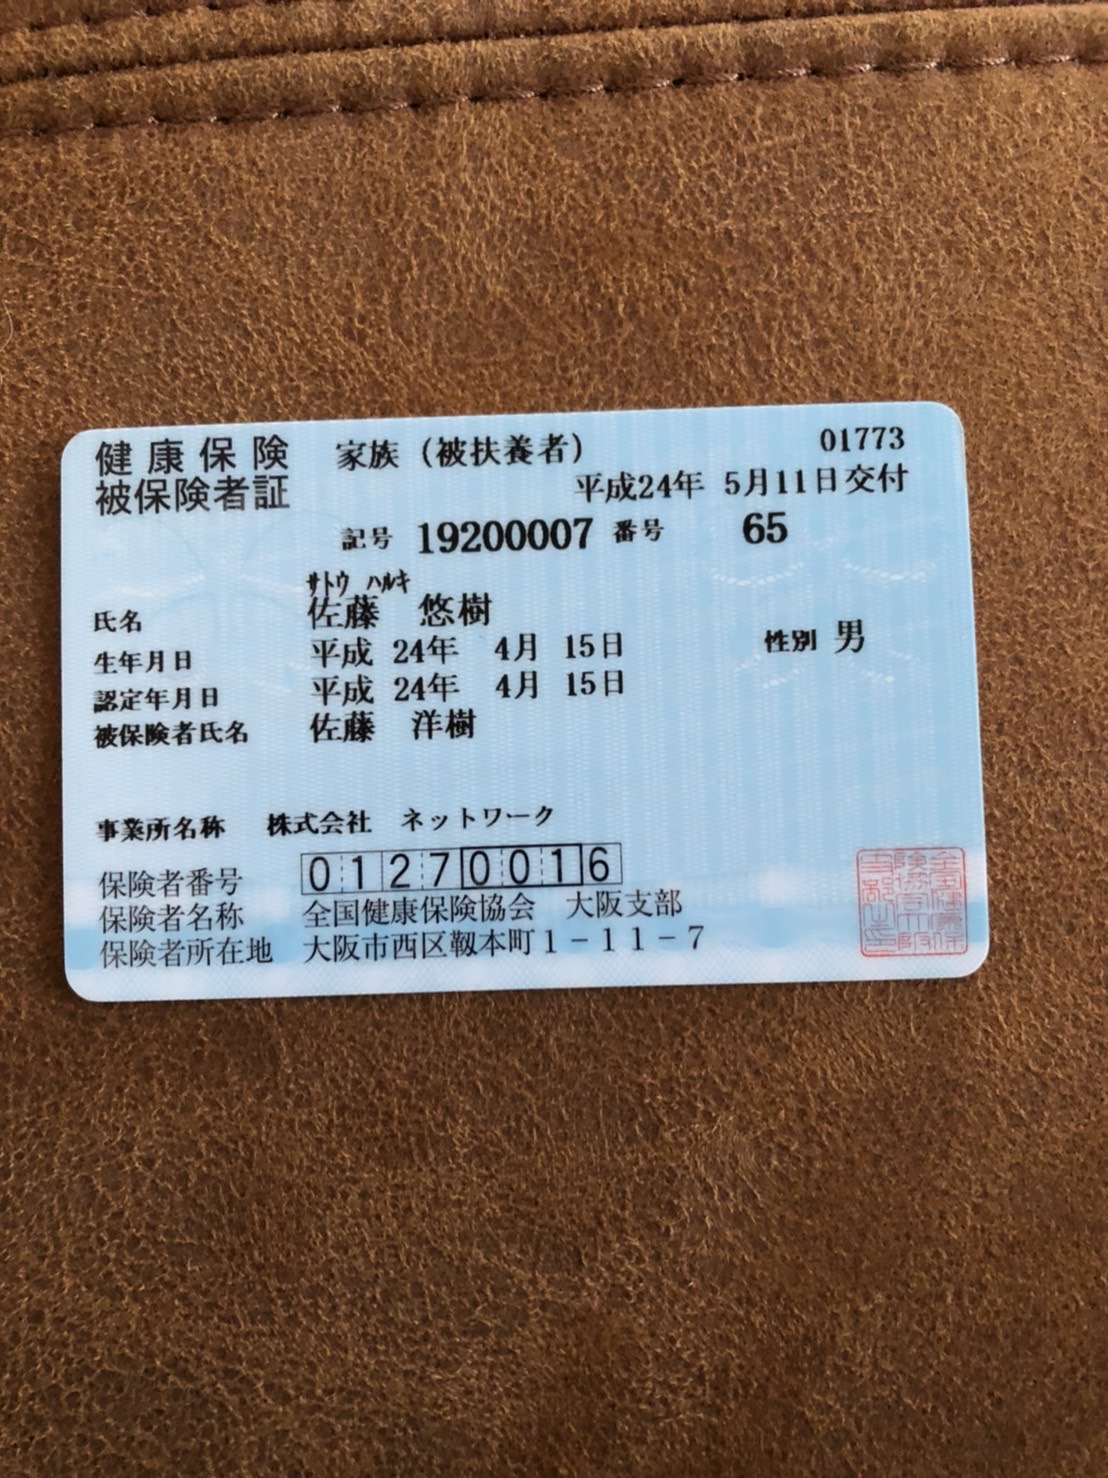 健康保険 家族（被扶養者） 01773
被保険者証 平成24年 5月11日交付
記号 19200007 番号 65
サトウ ハルキ
氏名 佐藤 悠樹
生年月日 平成 24年 4月 15日 性別 男
認定年月日 平成 24年 4月 15日
被保険者氏名 佐藤 洋樹
事業所名称 株式会社 ネットワーク
保険者番号 01270016
保険者名称 全国健康保険協会 大阪支部
保険者所在地 大阪市西区靱本町1－11－7